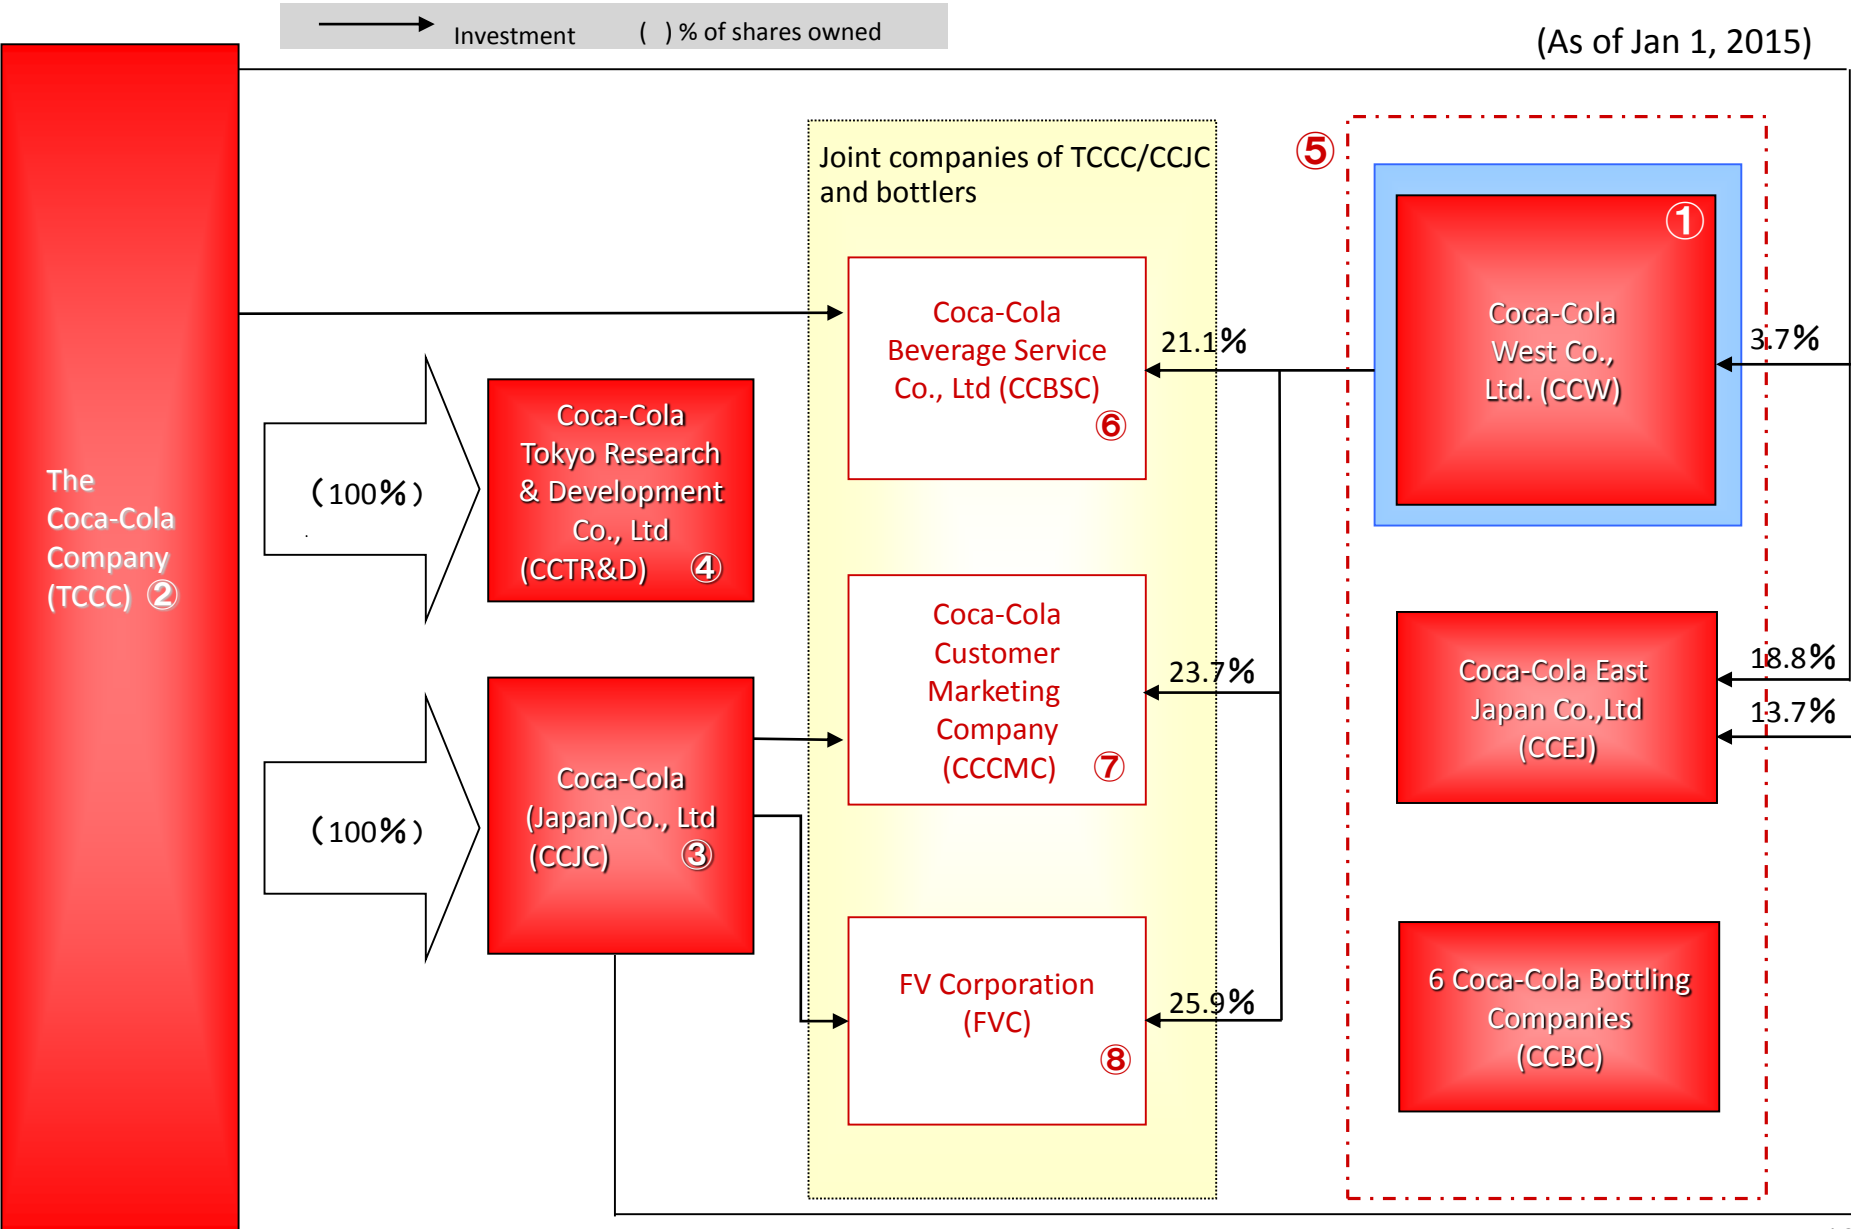 Investment ( ) % of shares owned
(As of Jan 1, 2015)
The
Coca-Cola
Company
(TCCC) ②
(100%)
Coca-Cola
Tokyo Research
& Development
Co., Ltd
(CCTR&D) ④
(100%)
Coca-Cola
(Japan)Co., Ltd
(CCJC) ③
Joint companies of TCCC/CCJC
and bottlers
Coca-Cola
Beverage Service
Co., Ltd (CCBSC)
⑥
21.1%
Coca-Cola
Customer
Marketing
Company
(CCCMC) ⑦
23.7%
FV Corporation
(FVC)
⑧
25.9%
⑤
①
Coca-Cola
West Co.,
Ltd. (CCW)
3.7%
Coca-Cola East
Japan Co.,Ltd
(CCEJ)
18.8%
13.7%
6 Coca-Cola Bottling
Companies
(CCBC)